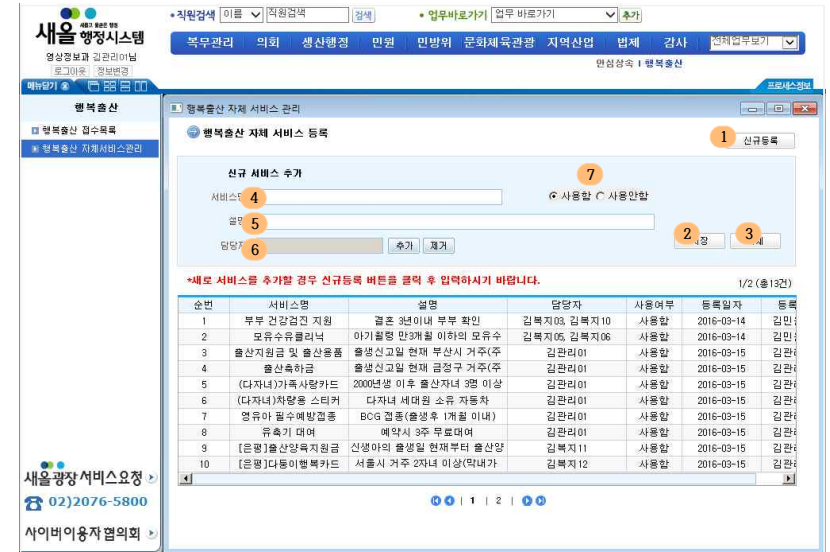 •직원검색 이름 직원검색 검색 • 업무바로가기 업무 바로가기 추가
새올 행정시스템
영상정보과 김관리01님
로그아웃 정보변경
복무관리 의회 생산행정 민원 민방위 문화체육관광 지역산업 법제 감사 전체업무보기
안심상속 I 행복출산
메뉴닫기
프로세스정보
행복출산
행복출산 접수목록
행복출산 자체서비스관리
행복출산 자체 서비스 관리
행복출산 자체 서비스 등록
1 신규등록
신규 서비스 추가
7
서비스명 4 사용함 사용안함
설명 5
2 3
담당자 6 추가 제거
*새로 서비스를 추가할 경우 신규등록 버튼을 클릭 후 입력하시기 바랍니다.
1/2 (총13건)
순번 서비스명 설명 담당자 사용여부 등록일자 등록
1 부부 건강검진 지원 결혼 3년이내 부부 확인 김복지03, 김복지10 사용함 2016-03-14 김민
2 모유수유클리닉 아기월령 만3개월 이하의 모유수 김복지05, 김복지06 사용함 2016-03-14 김민
3 출산지원금 및 출산용품 출생신고일 현재 부산시 거주(주 김관리01 사용함 2016-03-15 김관
4 출산축하금 출생신고일 현재 금정구 거주(주 김관리01 사용함 2016-03-15 김관
5 (다자녀)가족사랑카드 2000년생 이후 출산자녀 3명 이상 김관리01 사용함 2016-03-15 김관
6 (다자녀)차량용 스티커 다자녀 세대원 소유 자동차 김관리01 사용함 2016-03-15 김관
7 영유아 필수예방접종 BCG 접종(출생후 1개월 이내) 김관리01 사용함 2016-03-15 김관
8 유축기 대여 예약시 3주 무료대여 김관리01 사용함 2016-03-15 김관
9 [은평]출산양육지원금 신생아의 출생일 현재부터 출산양 김복지11 사용함 2016-03-15 김관
10 [은평]다둥이행복카드 서울시 거주 2자녀 이상(막내가 김복지12 사용함 2016-03-15 김관
1 | 2
새올광장서비스요청
02)2076-5800
사이버이용자협의회